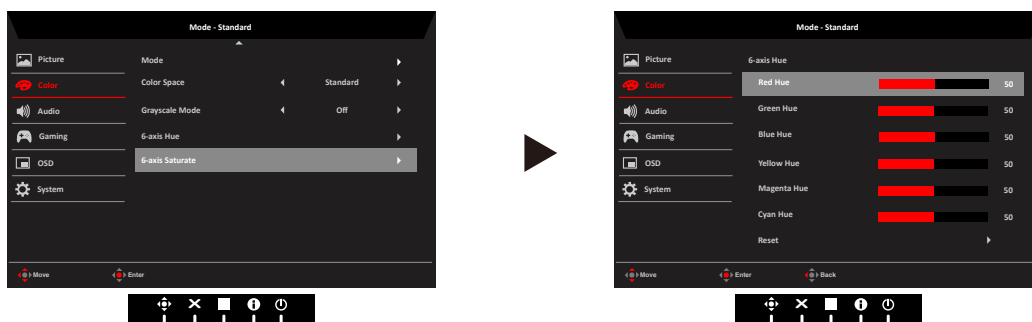 Mode - Standard
Picture
Color
Audio
Gaming
OSD
System
Mode
Color Space Standard
Grayscale Mode Off
6-axis Hue
6-axis Saturate
Move Enter
Mode - Standard
Picture
Color
Audio
Gaming
OSD
System
6-axis Hue
Red Hue 50
Green Hue 50
Blue Hue 50
Yellow Hue 50
Magenta Hue 50
Cyan Hue 50
Reset
Move Enter Back